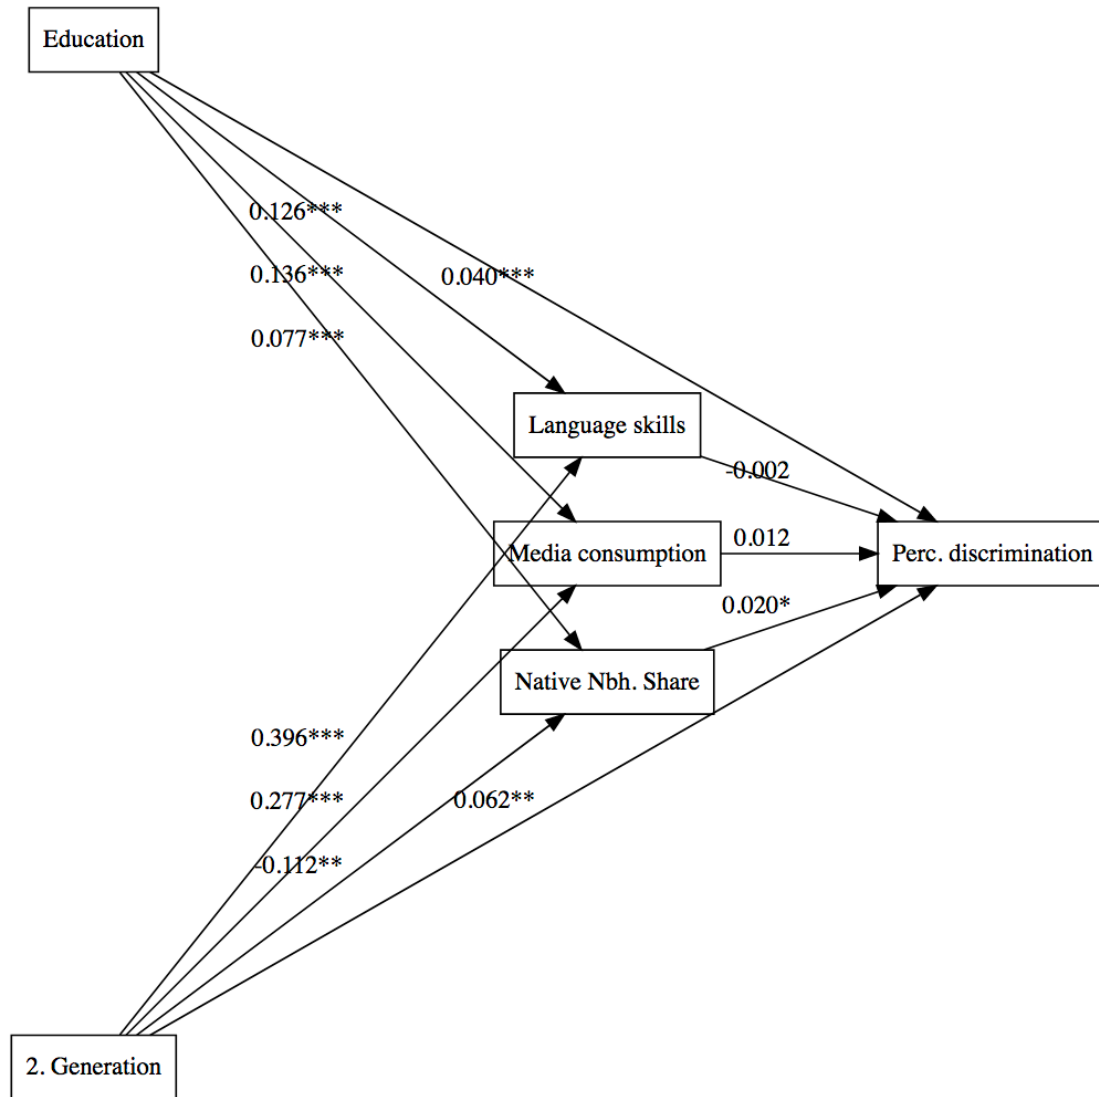 Education
0.126***
0.136***
0.040***
0.077***
Language skills
-0.002
0.012
Media consumption
Perc. discrimination
0.020*
Native Nbh. Share
0.396***
0.277***
0.062**
-0.112**
2. Generation